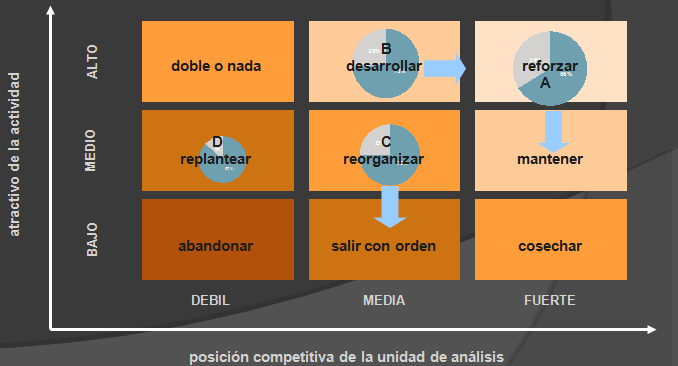 atractivo de la actividad
ALTO
doble o nada
B
desarrollar
reforzar
A
MEDIO
D
replantear
C
reorganizar
mantener
BAJO
abandonar
salir con orden
cosechar
DEBIL
MEDIA
FUERTE
posición competitiva de la unidad de análisis